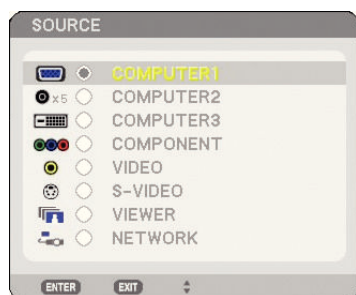 SOURCE
COMPUTER1
x5 COMPUTER2
COMPUTER3
COMPONENT
VIDEO
S-VIDEO
VIEWER
NETWORK
ENTER EXIT